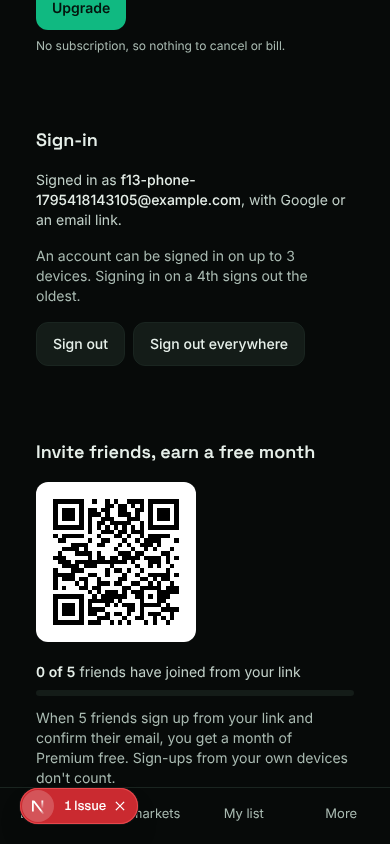 Upgrade
No subscription, so nothing to cancel or bill.
Sign-in
Signed in as f13-phone-
1795418143105@example.com, with Google or
an email link.
An account can be signed in on up to 3
devices. Signing in on a 4th signs out the
oldest.
Sign out
Sign out everywhere
Invite friends, earn a free month
0 of 5 friends have joined from your link
When 5 friends sign up from your link and
confirm their email, you get a month of
Premium free. Sign-ups from your own devices
don't count.
N
1 Issue
My list
More